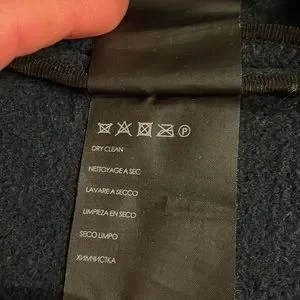 P
DRY CLEAN
NETTOYAGE A SEC
LAVARE A SECCO
LIMPIEZA EN SECO
SECO LIMPO
ХИМЧИСТКА